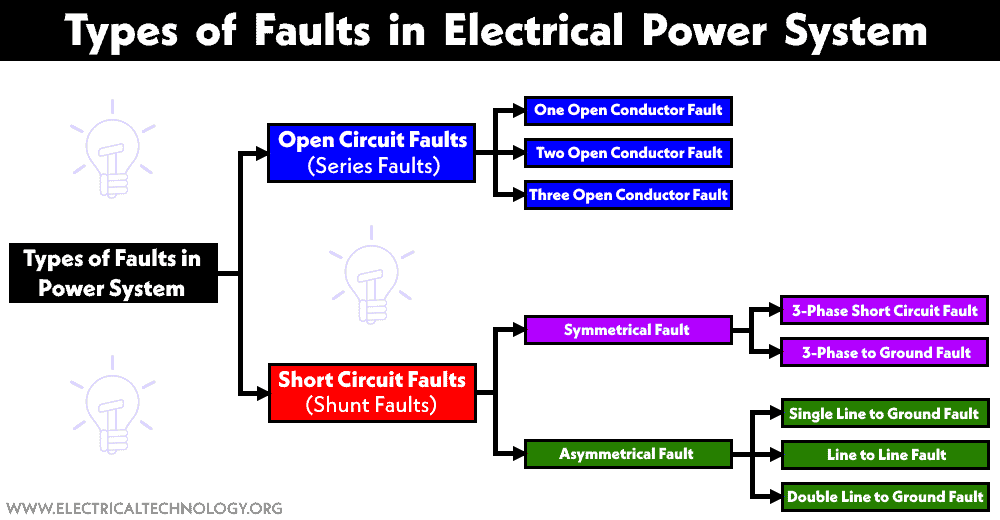 Types of Faults in Electrical Power System
Types of Faults in
Power System
Open Circuit Faults
(Series Faults)
One Open Conductor Fault
Two Open Conductor Fault
Three Open Conductor Fault
Short Circuit Faults
(Shunt Faults)
Symmetrical Fault
3-Phase Short Circuit Fault
3-Phase to Ground Fault
Asymmetrical Fault
Single Line to Ground Fault
Line to Line Fault
Double Line to Ground Fault
WWW.ELECTRICALTECHNOLOGY.ORG